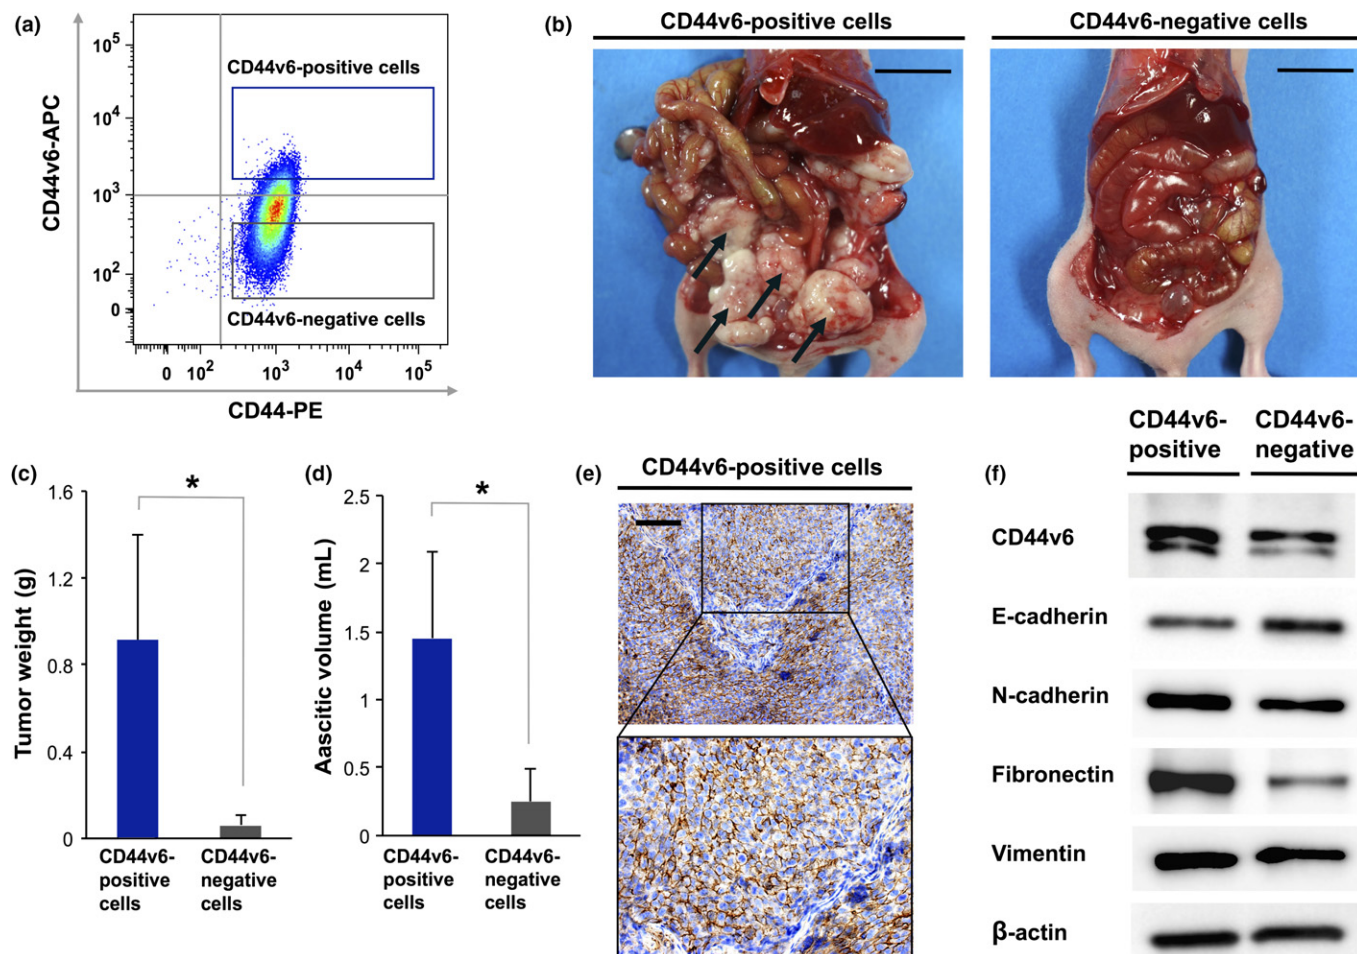 (a)
10⁵
10⁴
10³
10²
0
CD44v6-APC
CD44v6-positive cells
CD44v6-negative cells
0 10² 10³ 10⁴ 10⁵
CD44-PE
(b)
CD44v6-positive cells
CD44v6-negative cells
(c)
1.6
1.2
0.8
0.4
0
Tumor weight (g)
*
CD44v6-
positive
cells
CD44v6-
negative
cells
(d)
2.5
2
1.5
1
0.5
0
Aascitic volume (mL)
*
CD44v6-
positive
cells
CD44v6-
negative
cells
(e)
CD44v6-positive cells
(f)
CD44v6-
positive
CD44v6-
negative
CD44v6
E-cadherin
N-cadherin
Fibronectin
Vimentin
β-actin